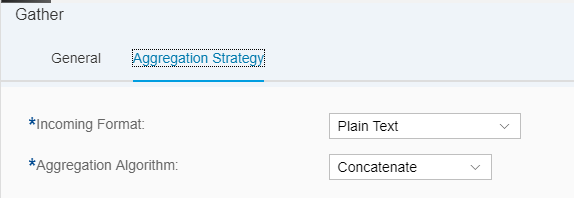 Gather
General Aggregation Strategy
*Incoming Format: Plain Text
*Aggregation Algorithm: Concatenate